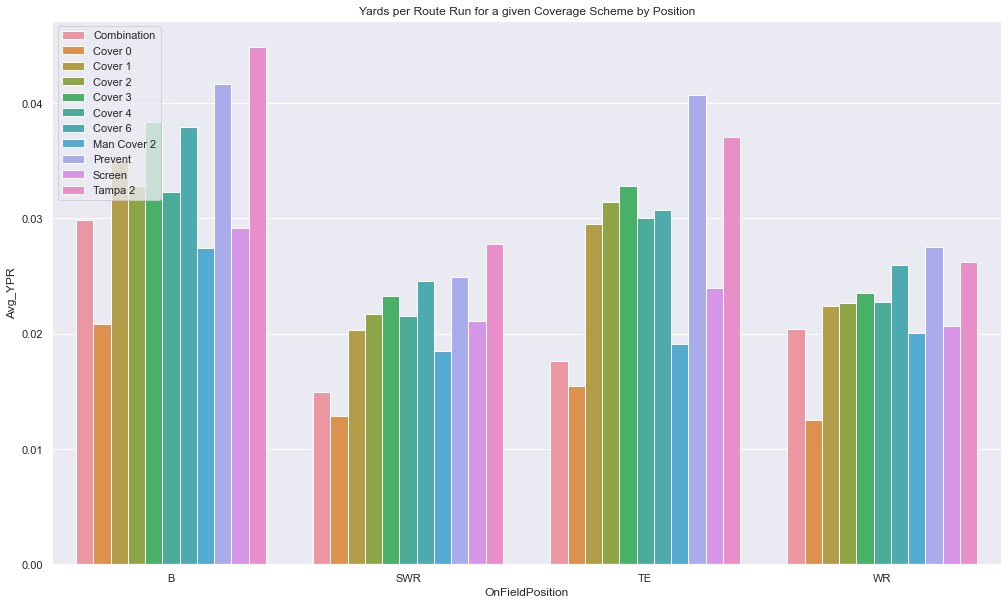 Yards per Route Run for a given Coverage Scheme by Position
Combination
Cover 0
Cover 1
Cover 2
Cover 3
Cover 4
Cover 6
Man Cover 2
Prevent
Screen
Tampa 2
0.04
0.03
0.02
0.01
0.00
Avg_YPR
B
SWR
TE
WR
OnFieldPosition